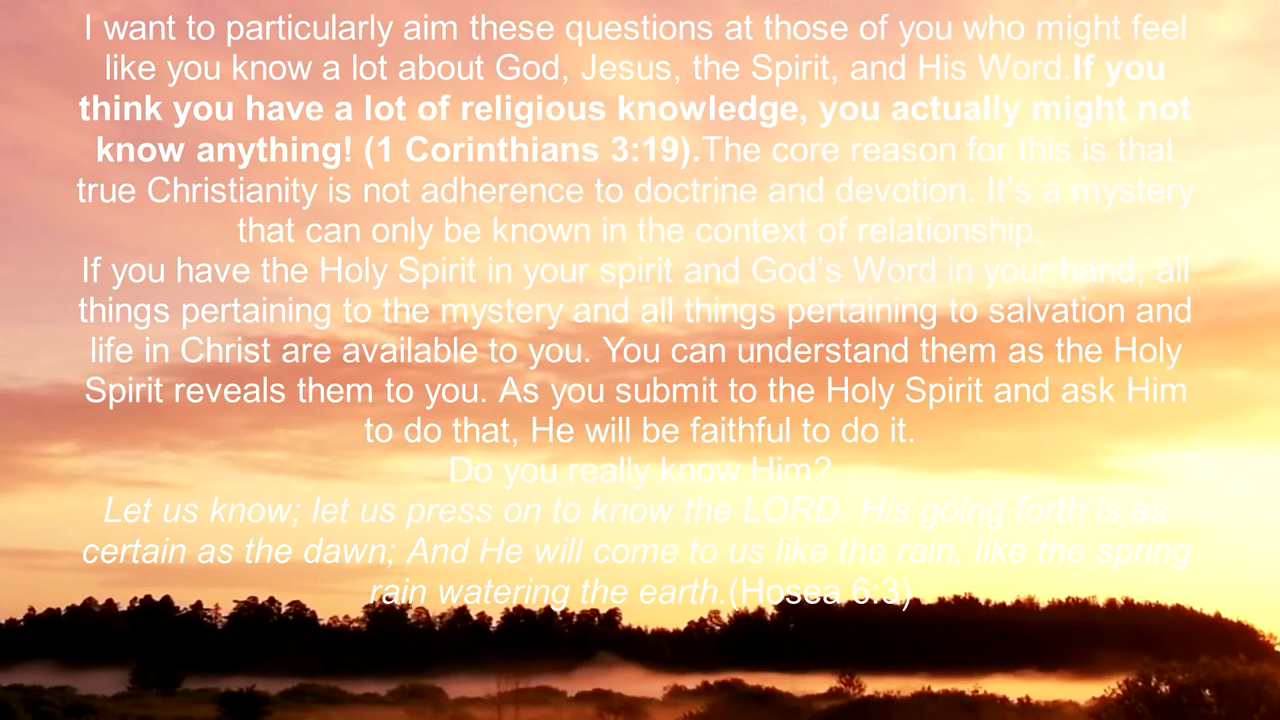 I want to particularly aim these questions at those of you who might feel
like you know a lot about God, Jesus, the Spirit, and His Word.If you
think you have a lot of religious knowledge, you actually might not
know anything! (1 Corinthians 3:19).The core reason for this is that
true Christianity is not adherence to doctrine and devotion. It's a mystery
that can only be known in the context of relationship.
If you have the Holy Spirit in your spirit and God's Word in your hand, all
things pertaining to the mystery and all things pertaining to salvation and
life in Christ are available to you. You can understand them as the Holy
Spirit reveals them to you. As you submit to the Holy Spirit and ask Him
to do that, He will be faithful to do it.
Do you really know Him?
Let us know; let us press on to know the LORD. His going forth is as
certain as the dawn; And He will come to us like the rain, like the spring
rain watering the earth.(Hosea 6:3)